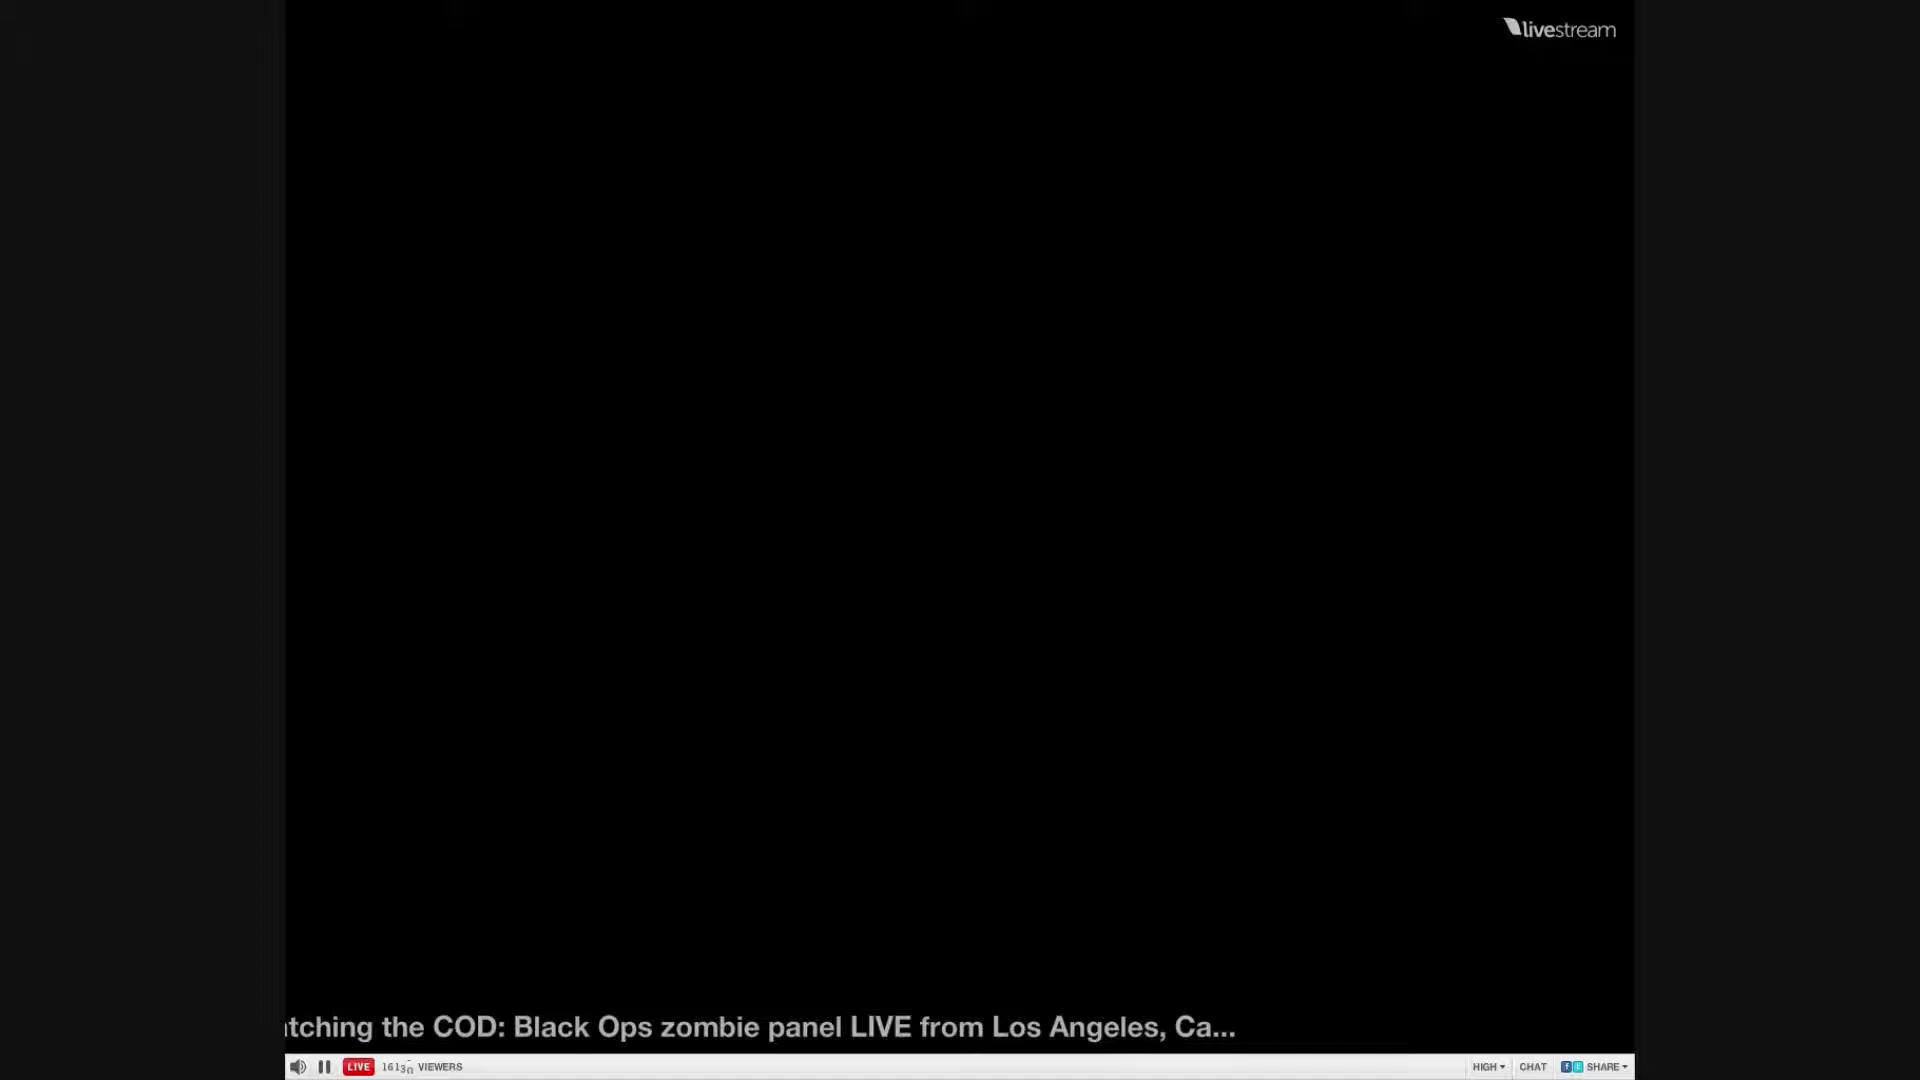 livestream
tching the COD: Black Ops zombie panel LIVE from Los Angeles, Ca...
LIVE VIEWERS HIGH CHAT SHARE